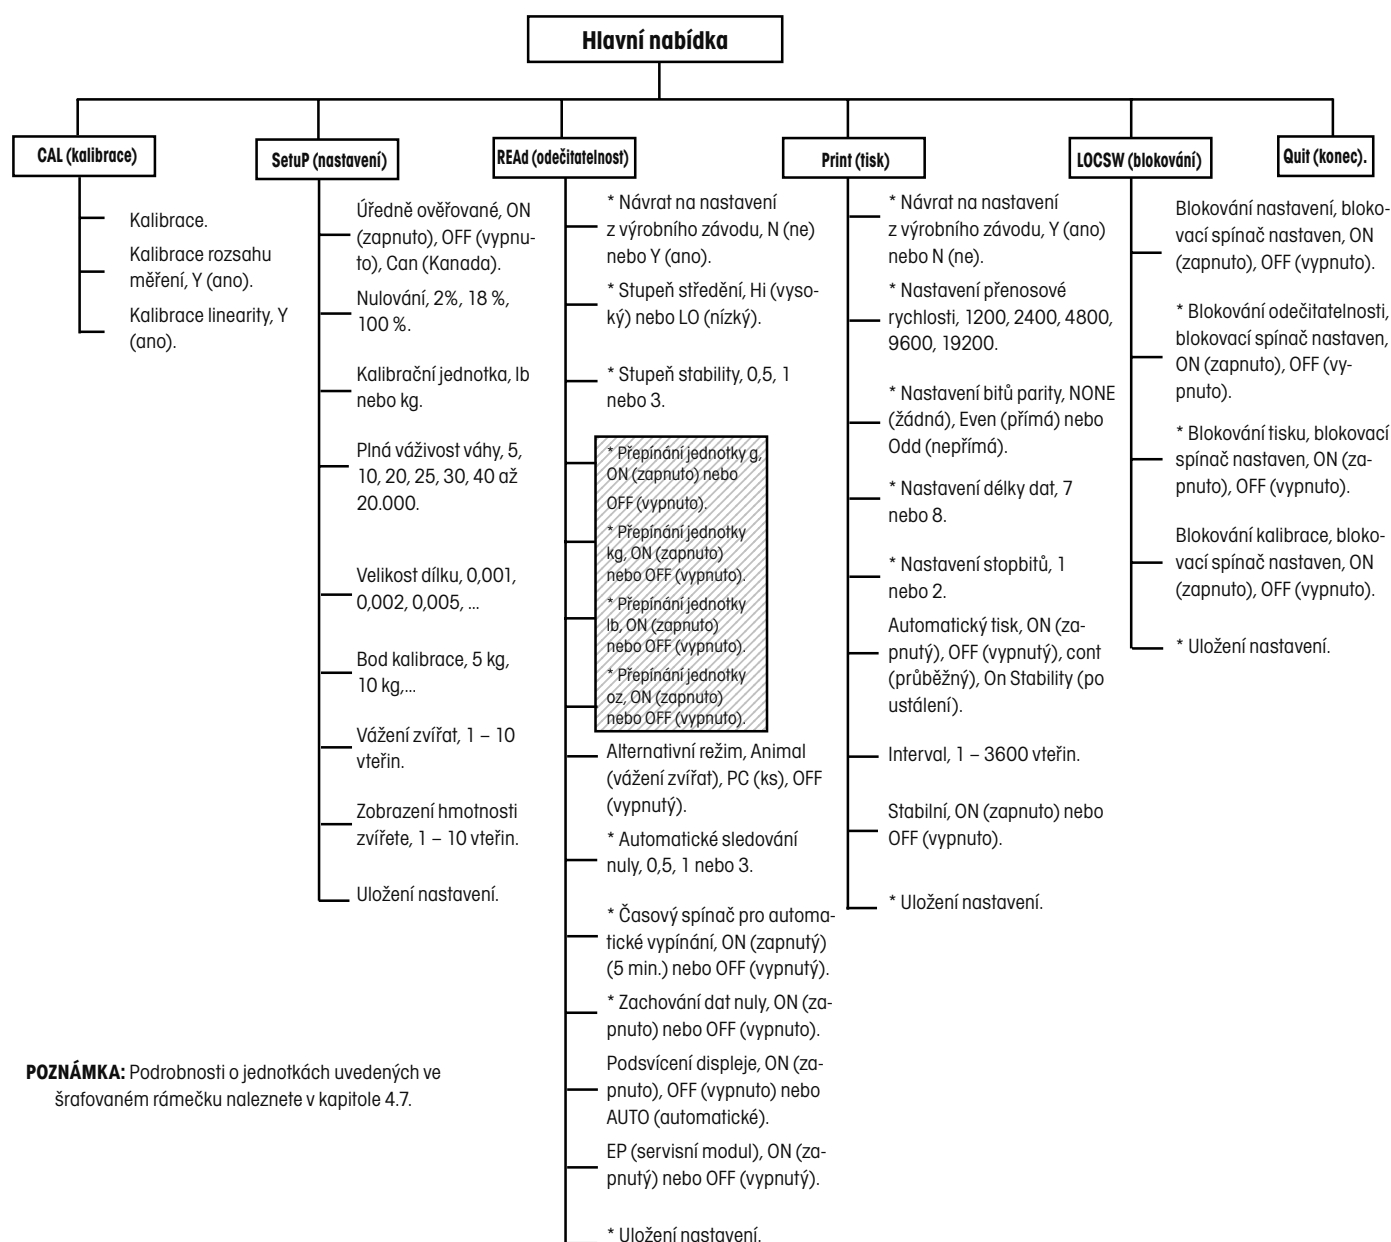 Hlavní nabídka
CAL (kalibrace)
Kalibrace.
Kalibrace rozsahu
měření, Y (ano).
Kalibrace linearity, Y
(ano).
SetuP (nastavení)
Úředně ověřované, ON
(zapnuto), OFF (vypnu-
to), Can (Kanada).
Nulování, 2%, 18 %,
100 %.
Kalibrační jednotka, lb
nebo kg.
Plná váživost váhy, 5,
10, 20, 25, 30, 40 až
20.000.
Velikost dílku, 0,001,
0,002, 0,005, ...
Bod kalibrace, 5 kg,
10 kg,...
Vážení zvířat, 1 – 10
vteřin.
Zobrazení hmotnosti
zvířete, 1 – 10 vteřin.
Uložení nastavení.
REAd (odečitatelnost)
* Návrat na nastavení
z výrobního závodu, N (ne)
nebo Y (ano).
* Stupeň středění, Hi (vyso-
ký) nebo LO (nízký).
* Stupeň stability, 0,5, 1
nebo 3.
* Přepínání jednotky g,
ON (zapnuto) nebo
OFF (vypnuto).
* Přepínání jednotky
kg, ON (zapnuto)
nebo OFF (vypnuto).
* Přepínání jednotky
lb, ON (zapnuto)
nebo OFF (vypnuto).
* Přepínání jednotky
oz, ON (zapnuto)
nebo OFF (vypnuto).
Alternativní režim, Animal
(vážení zvířat), PC (ks), OFF
(vypnutý).
* Automatické sledování
nuly, 0,5, 1 nebo 3.
* Časový spínač pro automa-
tické vypínání, ON (zapnutý)
(5 min.) nebo OFF (vypnutý).
* Zachování dat nuly, ON (za-
pnuto) nebo OFF (vypnuto).
Podsvícení displeje, ON (za-
pnuto), OFF (vypnuto) nebo
AUTO (automatické).
EP (servisní modul), ON (za-
pnutý) nebo OFF (vypnutý).
* Uložení nastavení.
Print (tisk)
* Návrat na nastavení
z výrobního závodu, Y (ano)
nebo N (ne).
* Nastavení přenosové
rychlosti, 1200, 2400, 4800,
9600, 19200.
* Nastavení bitů parity, NONE
(žádná), Even (přímá) nebo
Odd (nepřímá).
* Nastavení délky dat, 7
nebo 8.
* Nastavení stopbitů, 1
nebo 2.
Automatický tisk, ON (za-
pnutý), OFF (vypnutý), cont
(průběžný), On Stability (po
ustálení).
Interval, 1 – 3600 vteřin.
Stabilní, ON (zapnuto) nebo
OFF (vypnuto).
* Uložení nastavení.
LOCSW (blokování)
Blokování nastavení, bloko-
vací spínač nastaven, ON
(zapnuto), OFF (vypnuto).
* Blokování odečitatelnosti,
blokovací spínač nastaven,
ON (zapnuto), OFF (vy-
pnuto).
* Blokování tisku, blokovací
spínač nastaven, ON (za-
pnuto), OFF (vypnuto).
Blokování kalibrace, bloko-
vací spínač nastaven, ON
(zapnuto), OFF (vypnuto).
* Uložení nastavení.
Quit (konec).
POZNÁMKA: Podrobnosti o jednotkách uvedených ve
šrafovaném rámečku naleznete v kapitole 4.7.